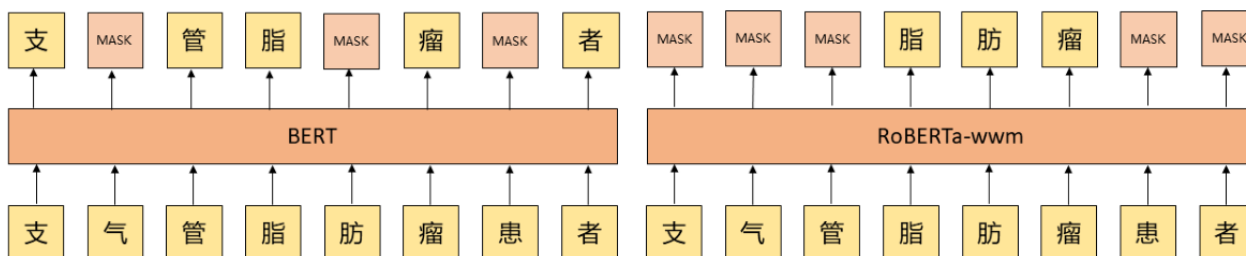 支 MASK 管 脂 MASK 瘤 MASK 者 MASK MASK MASK 脂 肪 瘤 MASK MASK
BERT RoBERTa-wwm
支 气 管 脂 肪 瘤 患 者 支 气 管 脂 肪 瘤 患 者